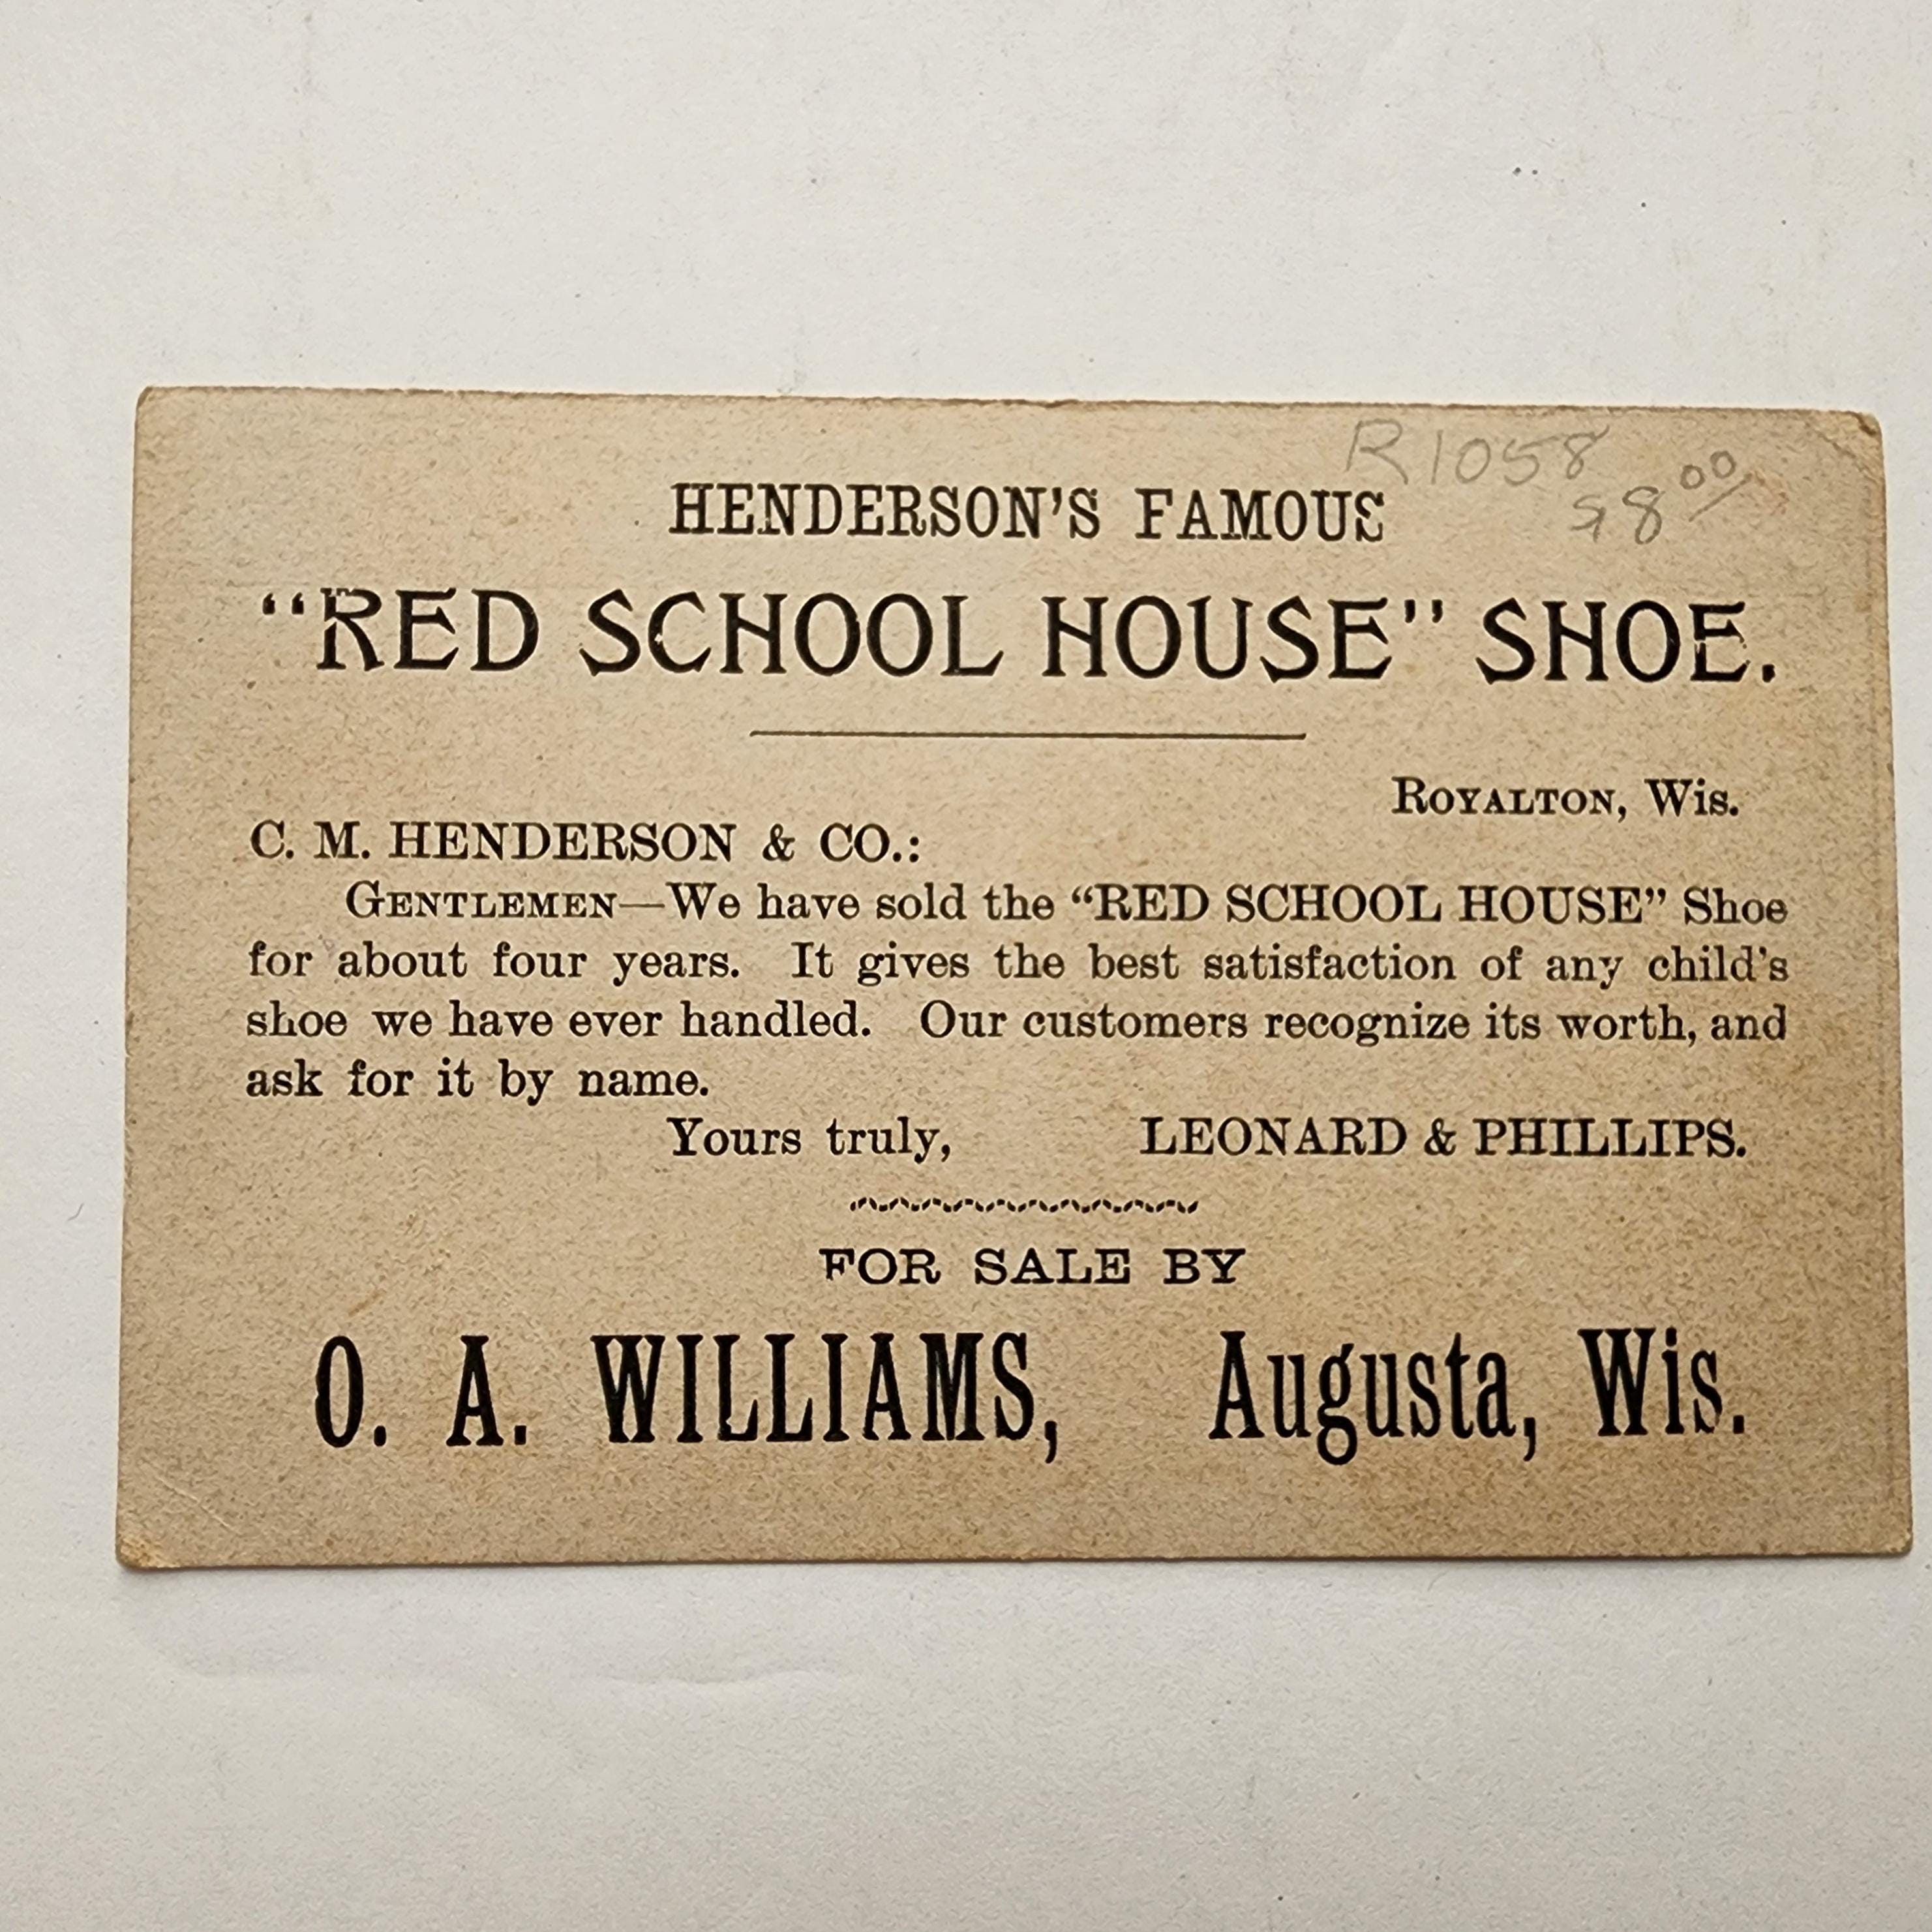 R1058
HENDERSON'S FAMOUS
98 00/
"RED SCHOOL HOUSE" SHOE.
ROYALTON, Wis.
C. M. HENDERSON & CO.:
GENTLEMEN—We have sold the "RED SCHOOL HOUSE" Shoe
for about four years. It gives the best satisfaction of any child's
shoe we have ever handled. Our customers recognize its worth, and
ask for it by name.
Yours truly, LEONARD & PHILLIPS.
FOR SALE BY
O. A. WILLIAMS, Augusta, Wis.